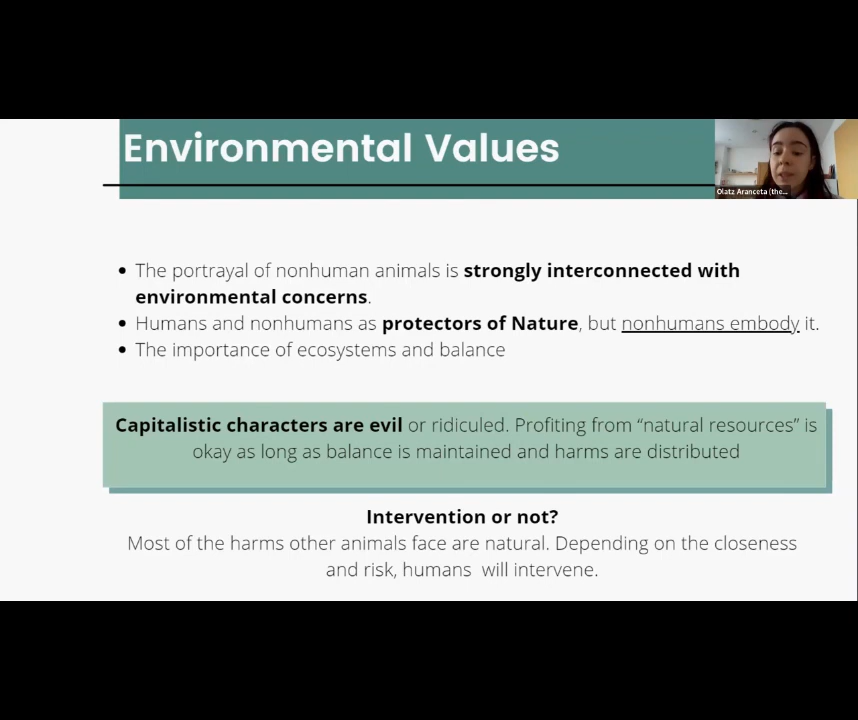 Environmental Values
Olatz Aranceta (the...
• The portrayal of nonhuman animals is strongly interconnected with
environmental concerns.
• Humans and nonhumans as protectors of Nature, but nonhumans embody it.
• The importance of ecosystems and balance
Capitalistic characters are evil or ridiculed. Profiting from “natural resources” is
okay as long as balance is maintained and harms are distributed
Intervention or not?
Most of the harms other animals face are natural. Depending on the closeness
and risk, humans will intervene.